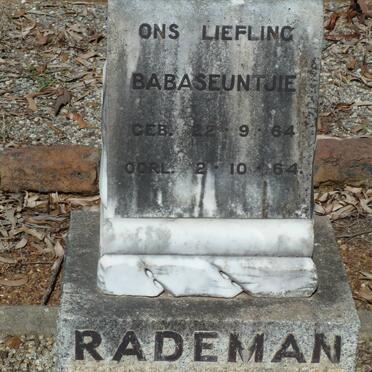 ONS LIEFLING
BABASEUNTJIE
GEB. 22·9·64
OORL. 2·10·64.
RADEMAN